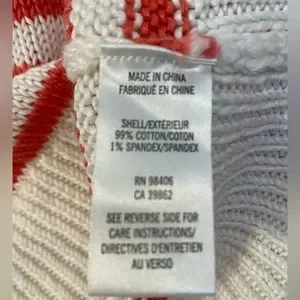 MADE IN CHINA
FABRIQUÉ EN CHINE
SHELL/EXTÉRIEUR
99% COTTON/COTON
1% SPANDEX/SPANDEX
RN 98406
CA 39862
SEE REVERSE SIDE FOR
CARE INSTRUCTIONS/
DIRECTIVES D'ENTRETIEN
AU VERSO